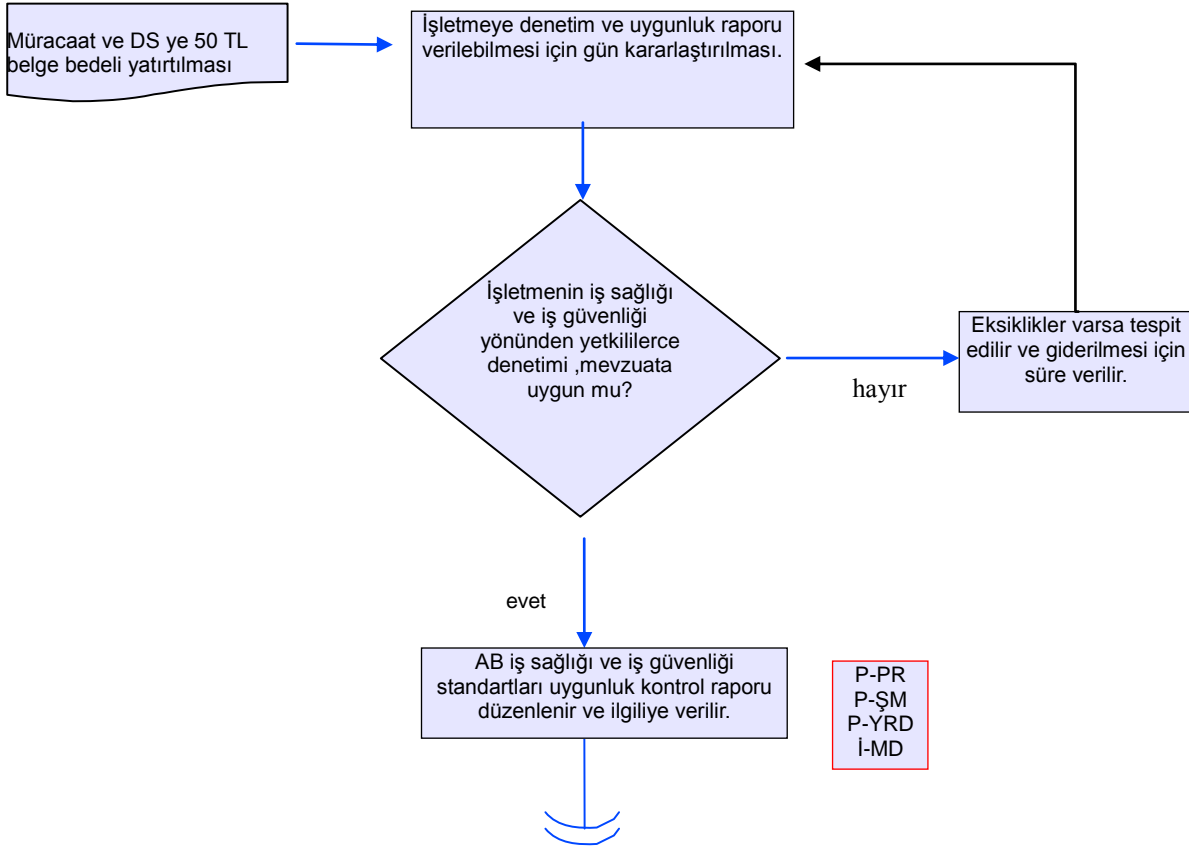 Müracaat ve DS ye 50 TL
belge bedeli yatırtılması
İşletmeye denetim ve uygunluk raporu
verilebilmesi için gün kararlaştırılması.
İşletmenin iş sağlığı
ve iş güvenliği
yönünden yetkililerce
denetimi ,mevzuata
uygun mu?
hayır
Eksiklikler varsa tespit
edilir ve giderilmesi için
süre verilir.
evet
AB iş sağlığı ve iş güvenliği
standartları uygunluk kontrol raporu
düzenlenir ve ilgiliye verilir.
P-PR
P-ŞM
P-YRD
İ-MD